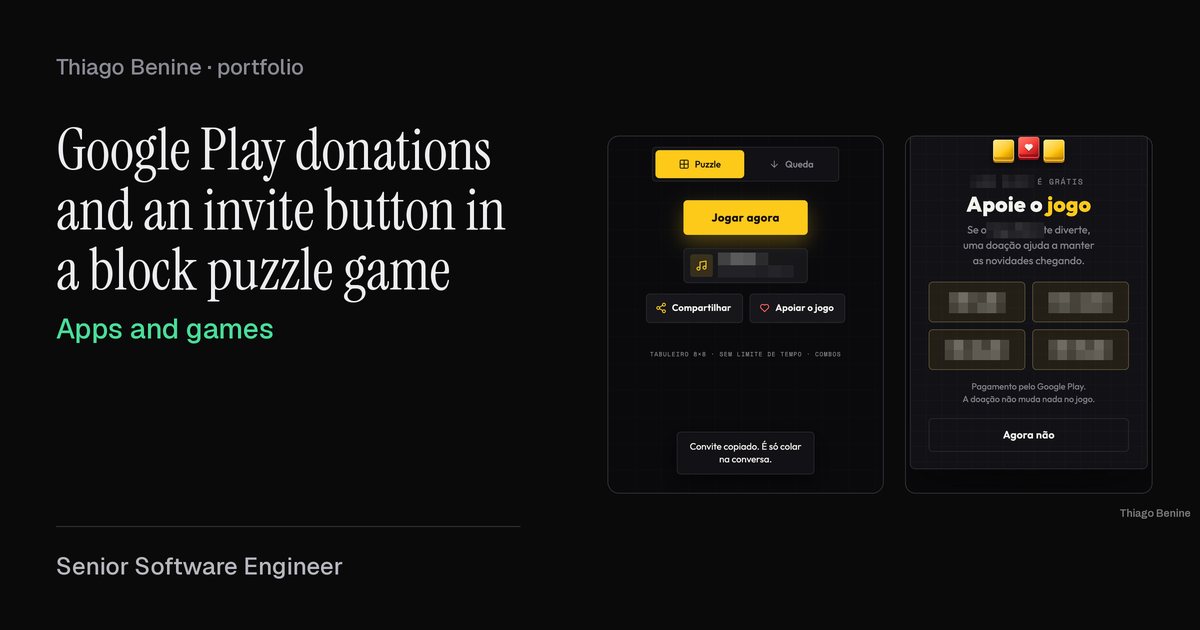 Thiago Benine · portfolio
Google Play donations
and an invite button in
a block puzzle game
Apps and games
Senior Software Engineer
Puzzle
Queda
Jogar agora
Compartilhar
Apoiar o jogo
TABULEIRO 8×8 · SEM LIMITE DE TEMPO · COMBOS
Convite copiado. É só colar
na conversa.
É GRÁTIS
Apoie o jogo
Se o te diverte,
uma doação ajuda a manter
as novidades chegando.
Pagamento pelo Google Play.
A doação não muda nada no jogo.
Agora não
Thiago Benine